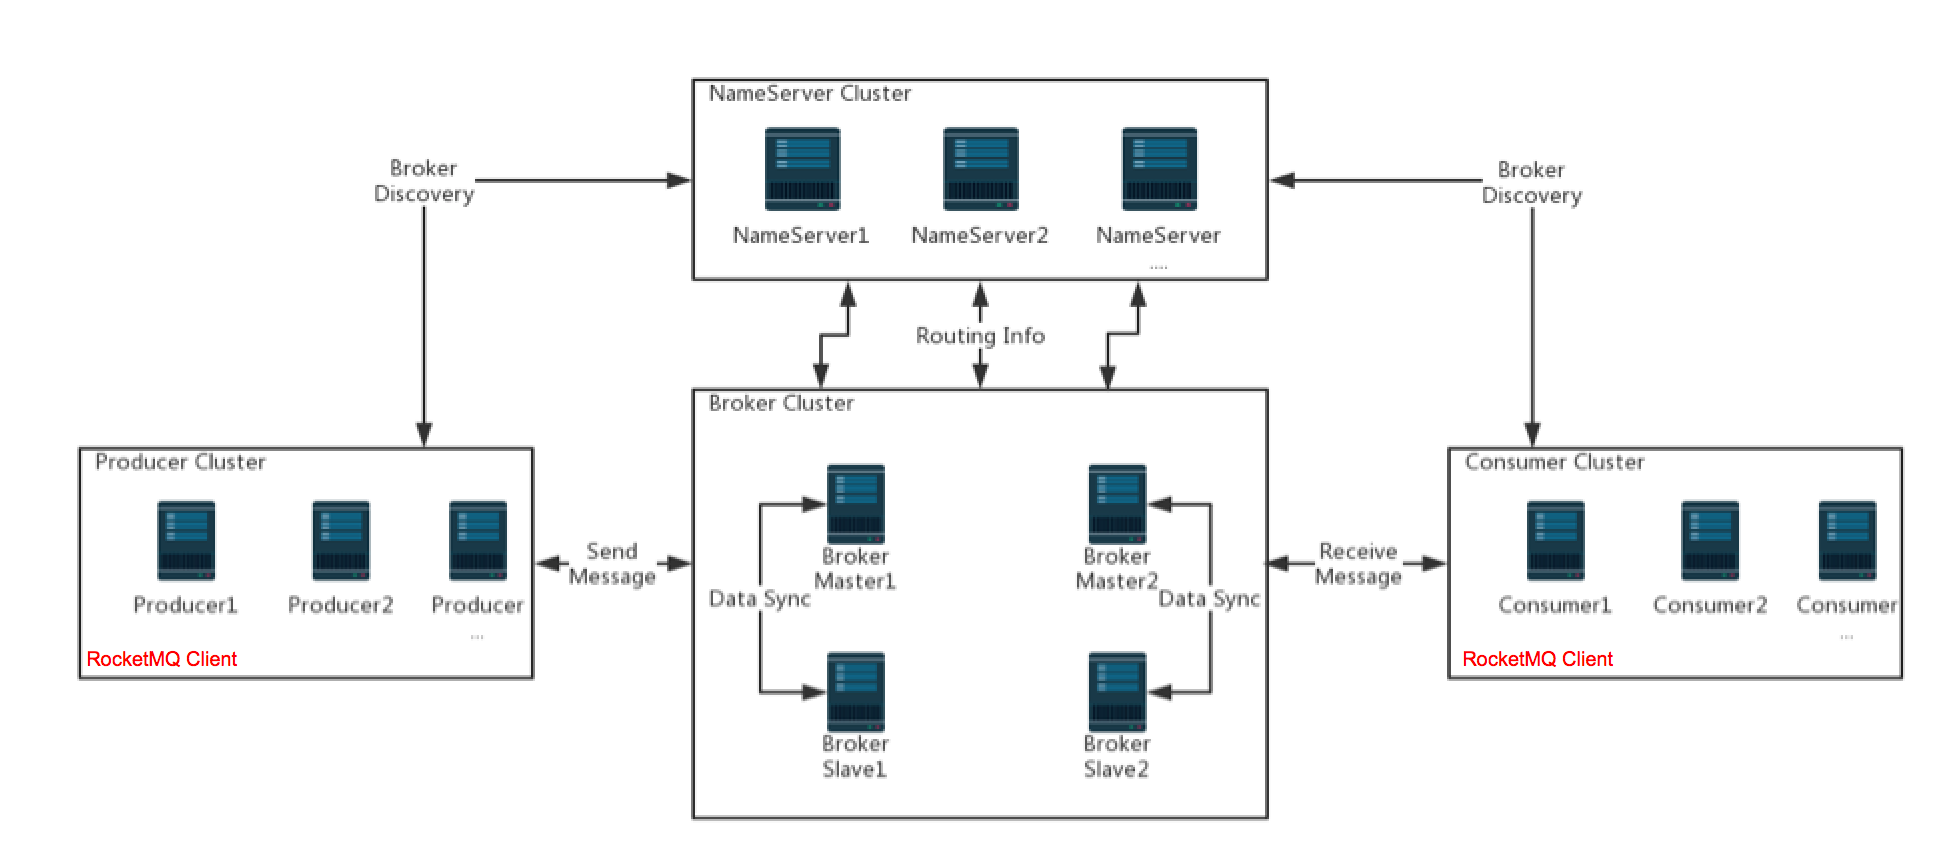 NameServer Cluster
NameServer1
NameServer2
NameServer
....
Broker
Discovery
Broker
Discovery
Routing Info
Producer Cluster
Producer1
Producer2
Producer
...
RocketMQ Client
Send
Message
Broker Cluster
Broker
Master1
Broker
Master2
Data Sync
Data Sync
Broker
Slave1
Broker
Slave2
Receive
Message
Consumer Cluster
Consumer1
Consumer2
Consumer
...
RocketMQ Client